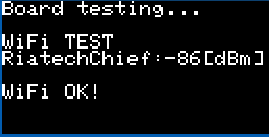 Board testing...
WiFi TEST
RiatechChief:-86[dBm]
WiFi OK!